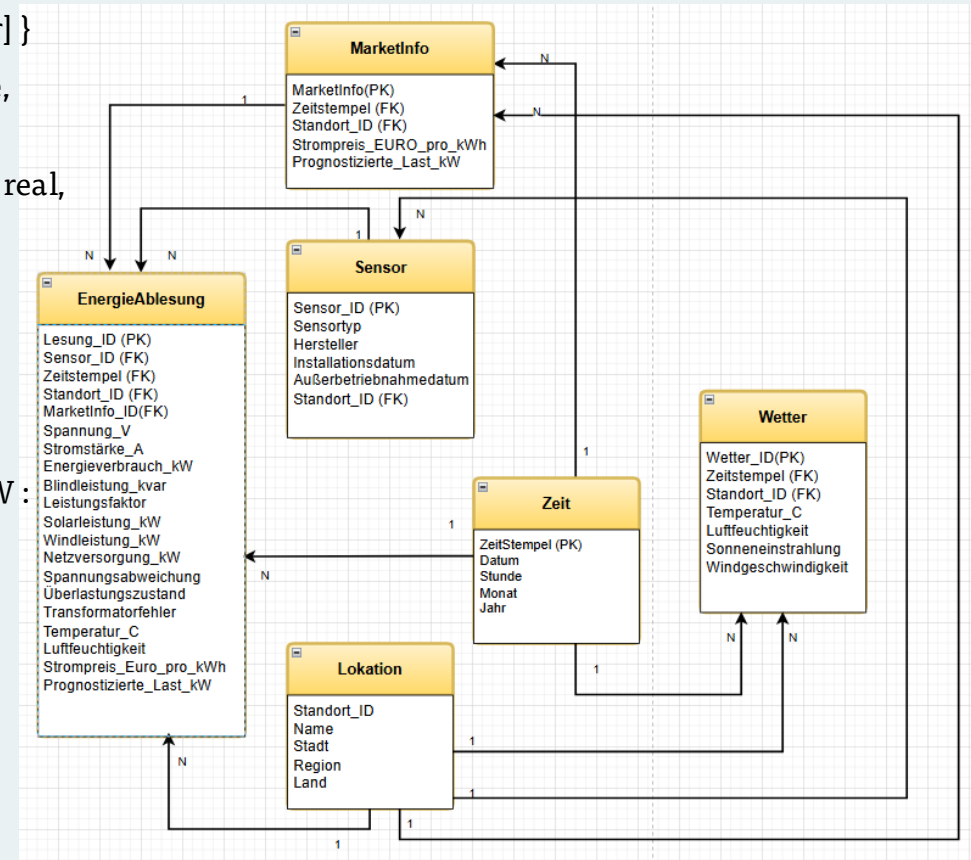 r] }
,
real,
W :
MarketInfo
MarketInfo(PK)
Zeitstempel (FK)
Standort_ID (FK)
Strompreis_EURO_pro_kWh
Prognostizierte_Last_kW
N
N
1
Sensor
Sensor_ID (PK)
Sensortyp
Hersteller
Installationsdatum
Außerbetriebnahmedatum
Standort_ID (FK)
1
N
N
N
EnergieAblesung
Lesung_ID (PK)
Sensor_ID (FK)
Zeitstempel (FK)
Standort_ID (FK)
MarketInfo_ID(FK)
Spannung_V
Stromstärke_A
Energieverbrauch_kW
Blindleistung_kvar
Leistungsfaktor
Solarleistung_kW
Windleistung_kW
Netzversorgung_kW
Spannungsabweichung
Überlastungszustand
Transformatorfehler
Temperatur_C
Luftfeuchtigkeit
Strompreis_Euro_pro_kWh
Prognostizierte_Last_kW
Wetter
Wetter_ID(PK)
Zeitstempel (FK)
Standort_ID (FK)
Temperatur_C
Luftfeuchtigkeit
Sonneneinstrahlung
Windgeschwindigkeit
1
Zeit
ZeitStempel (PK)
Datum
Stunde
Monat
Jahr
1
N
N
N
1
Lokation
Standort_ID
Name
Stadt
Region
Land
1
1
1
N
1